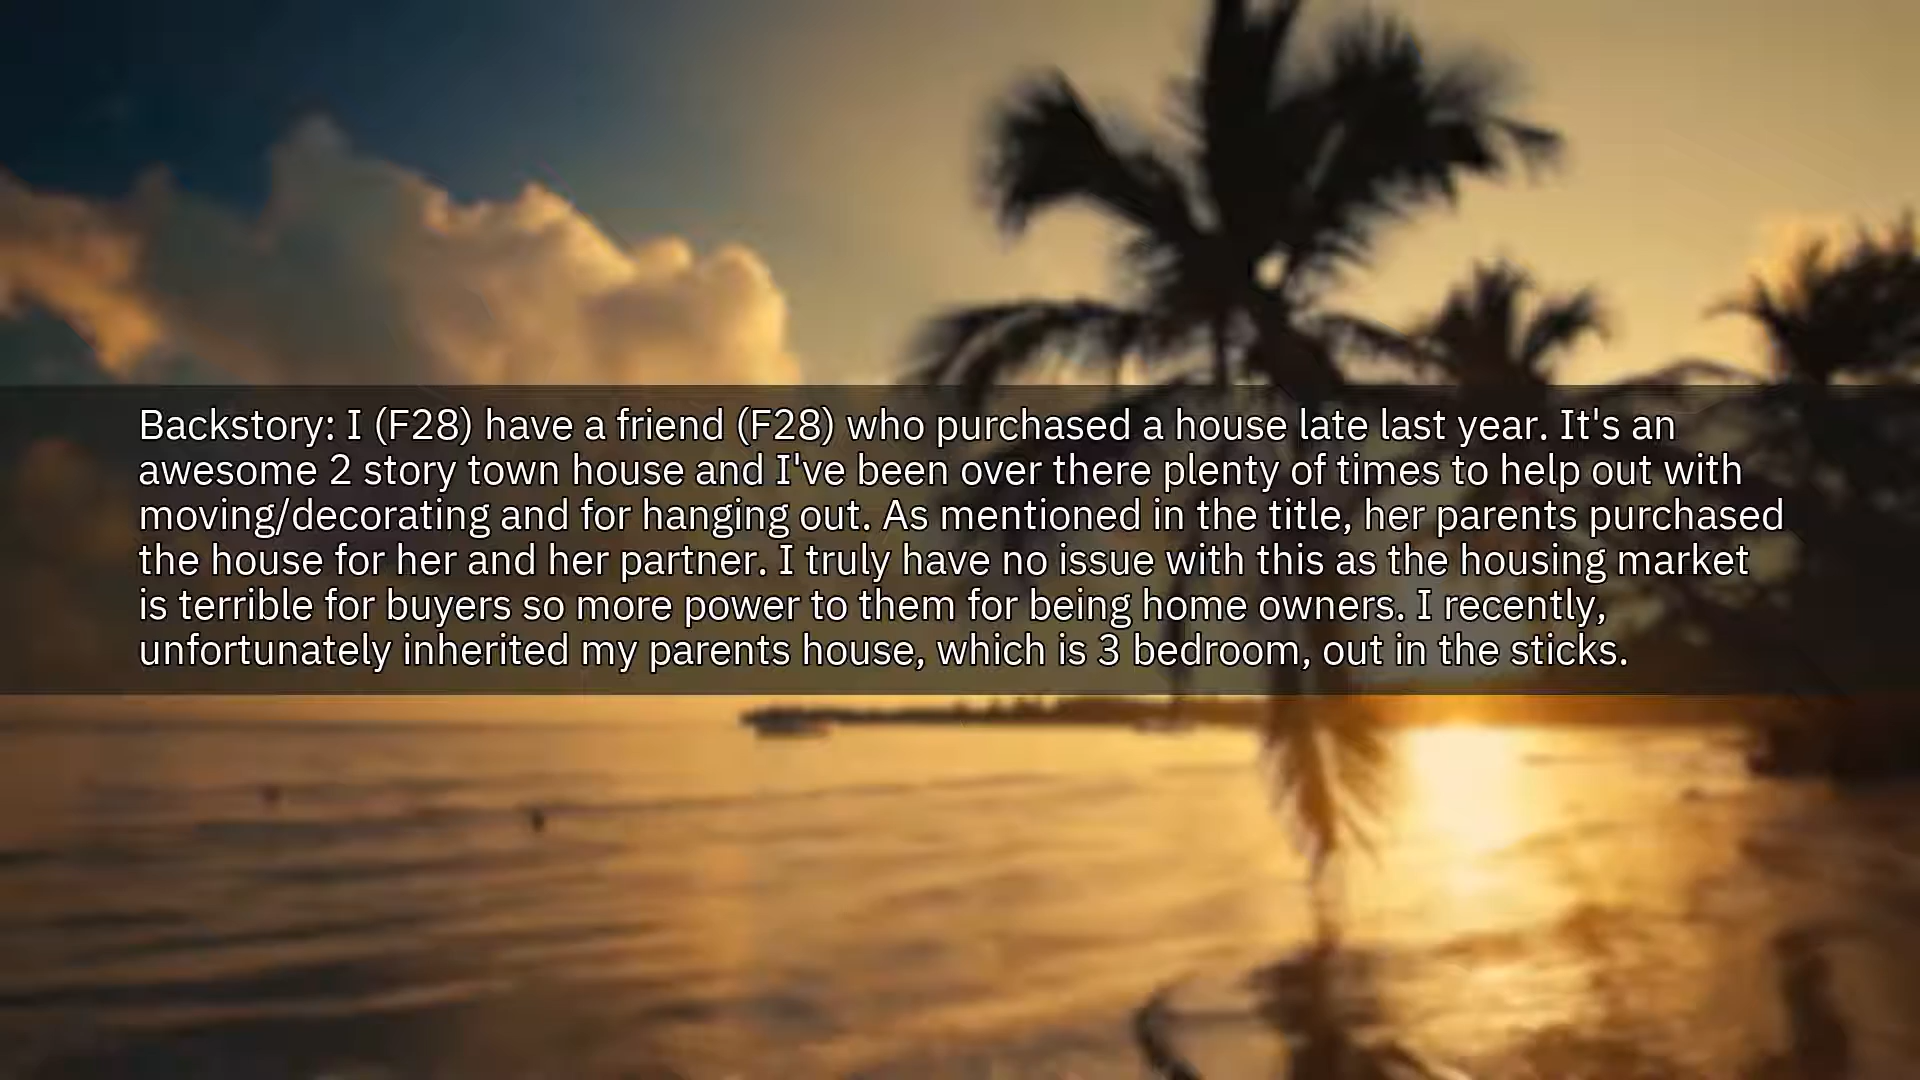 Backstory: I (F28) have a friend (F28) who purchased a house late last year. It's an
awesome 2 story town house and I've been over there plenty of times to help out with
moving/decorating and for hanging out. As mentioned in the title, her parents purchased
the house for her and her partner. I truly have no issue with this as the housing market
is terrible for buyers so more power to them for being home owners. I recently,
unfortunately inherited my parents house, which is 3 bedroom, out in the sticks.